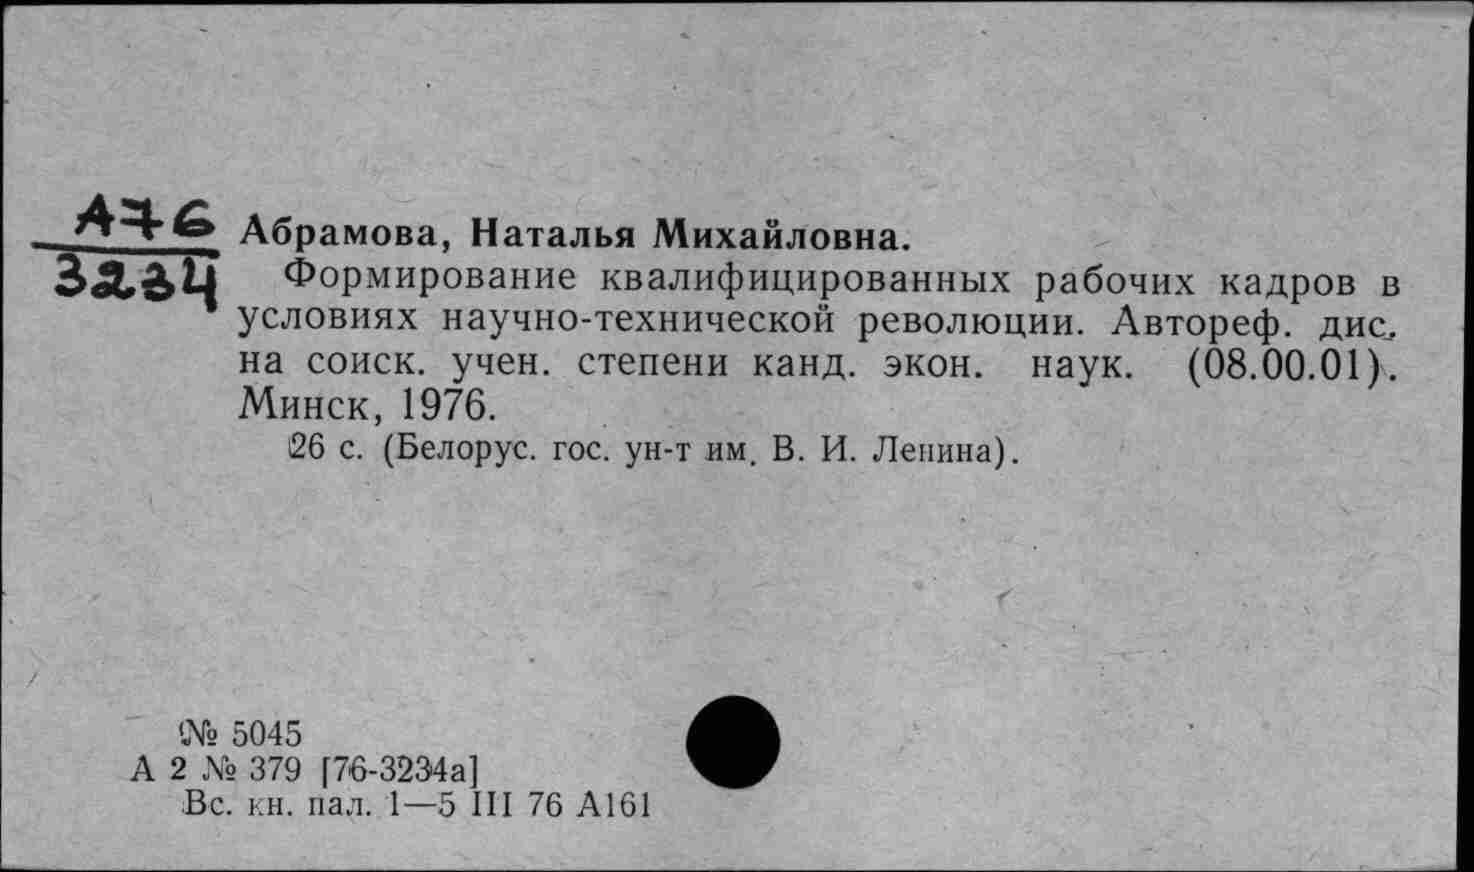 А76
3234
Абрамова, Наталья Михайловна.
Формирование квалифицированных рабочих кадров в
условиях научно-технической революции. Автореф. дис.
на соиск. учен. степени канд. экон. наук. (08.00.01).
Минск, 1976.
26 с. (Белорус. гос. ун-т им. В. И. Ленина).
№ 5045
А 2 № 379 [76-3234а]
Вс. кн. пал. 1—5 III 76 А161